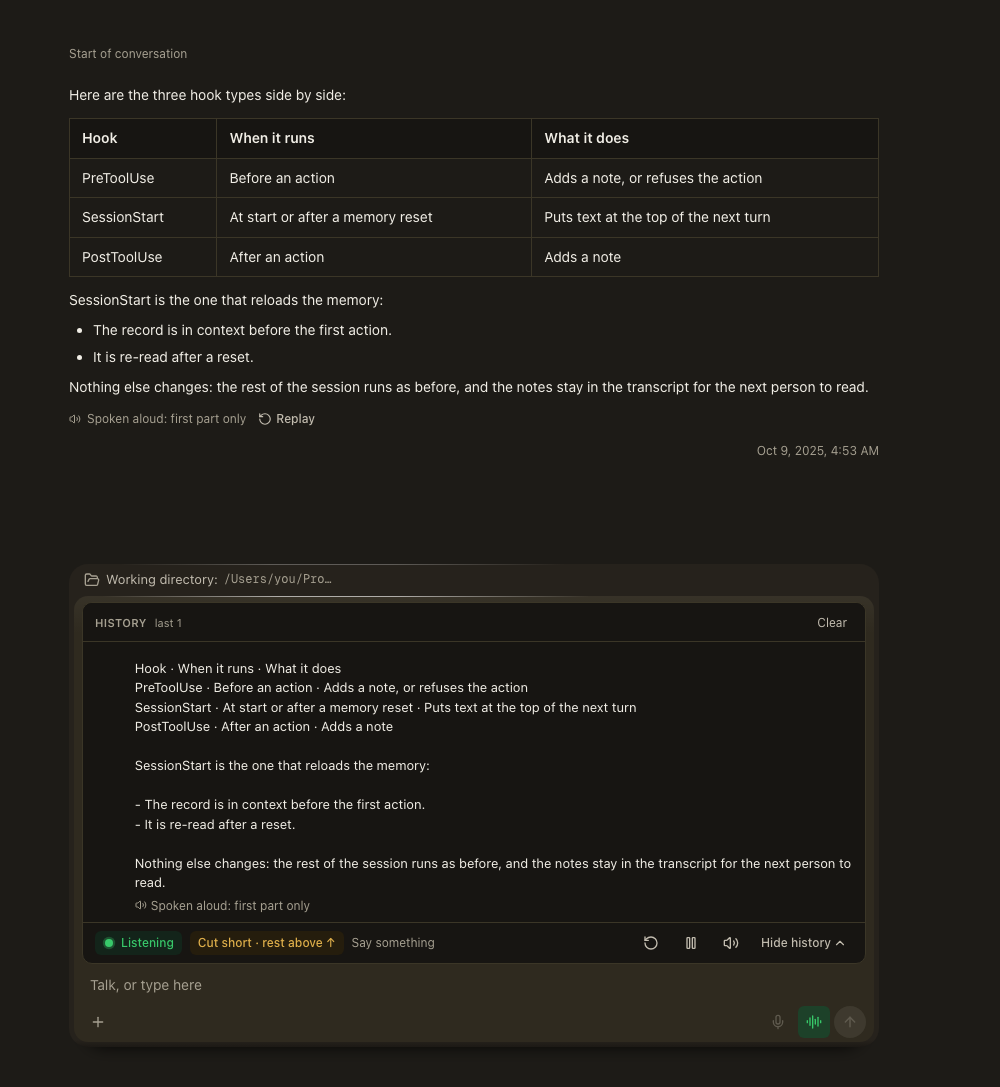 Start of conversation
Here are the three hook types side by side:
Hook When it runs What it does
PreToolUse Before an action Adds a note, or refuses the action
SessionStart At start or after a memory reset Puts text at the top of the next turn
PostToolUse After an action Adds a note
SessionStart is the one that reloads the memory:
• The record is in context before the first action.
• It is re-read after a reset.
Nothing else changes: the rest of the session runs as before, and the notes stay in the transcript for the next person to read.
Spoken aloud: first part only Replay
Oct 9, 2025, 4:53 AM
Working directory: /Users/you/Pro…
HISTORY last 1 Clear
Hook · When it runs · What it does
PreToolUse · Before an action · Adds a note, or refuses the action
SessionStart · At start or after a memory reset · Puts text at the top of the next turn
PostToolUse · After an action · Adds a note
SessionStart is the one that reloads the memory:
- The record is in context before the first action.
- It is re-read after a reset.
Nothing else changes: the rest of the session runs as before, and the notes stay in the transcript for the next person to
read.
Spoken aloud: first part only
Listening Cut short · rest above ↑ Say something Hide history
Talk, or type here